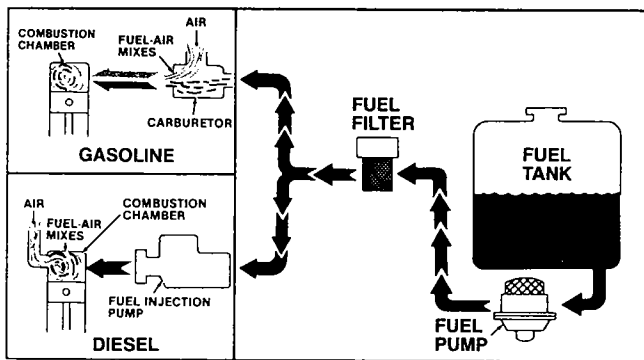 COMBUSTION
CHAMBER
FUEL-AIR
MIXES
AIR
CARBURETOR
GASOLINE
AIR
FUEL-AIR
MIXES
COMBUSTION
CHAMBER
FUEL INJECTION
PUMP
DIESEL
FUEL
FILTER
FUEL
TANK
FUEL
PUMP